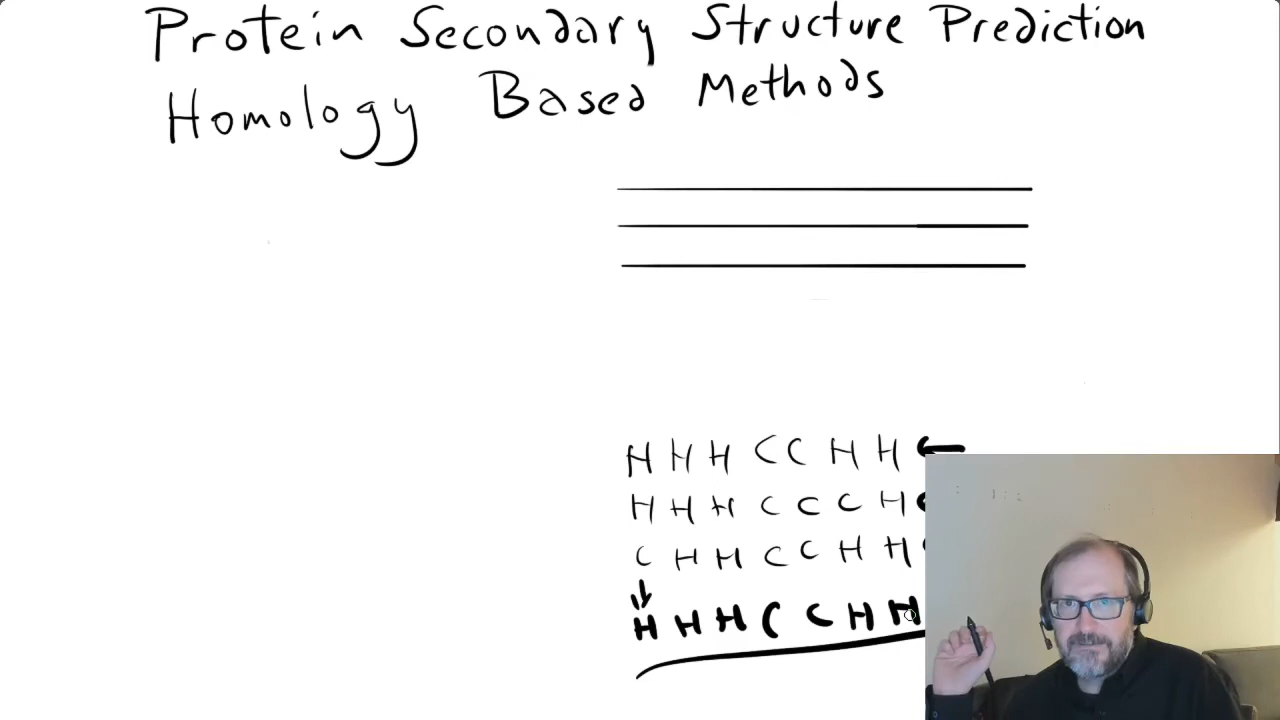 Protein Secondary Structure Prediction
Homology Based Methods
H H H C C H H
H H H C C C H
C H H C C H H
H H H C C H H